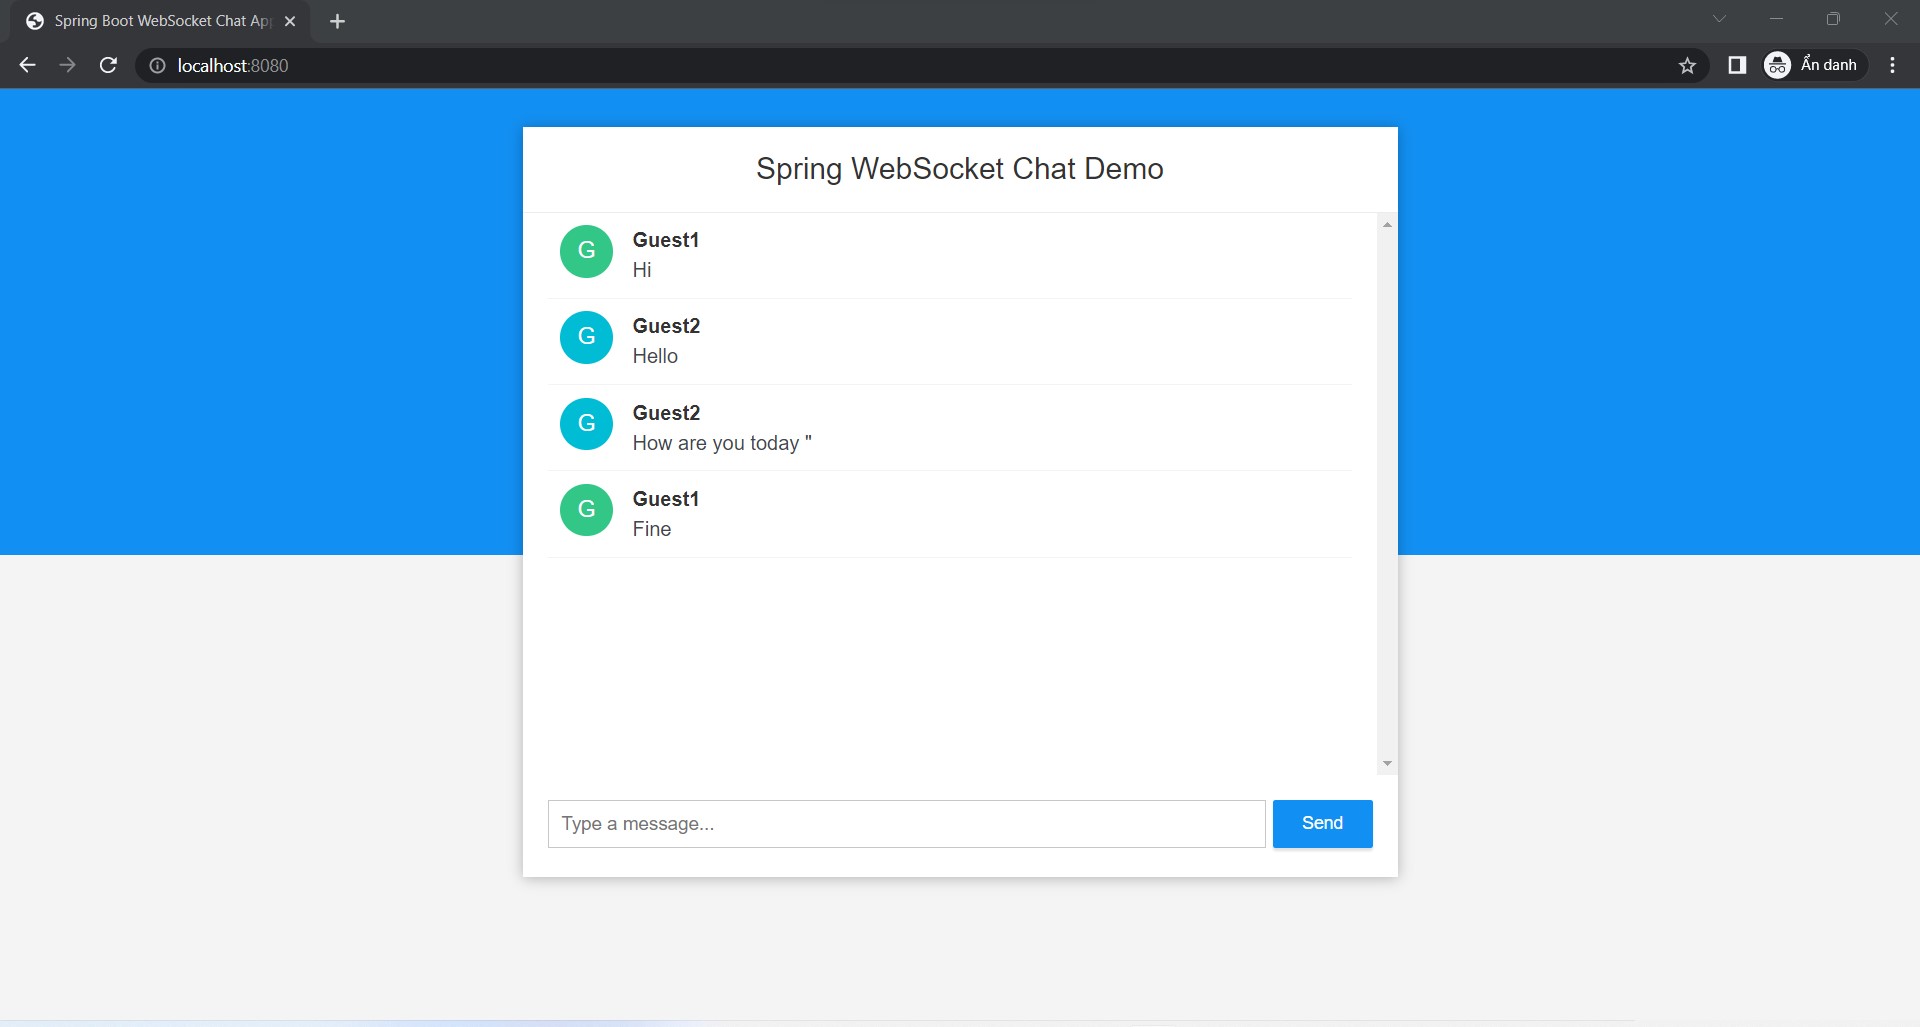 Spring Boot WebSocket Chat Ap
localhost:8080
Ẩn danh
Spring WebSocket Chat Demo
G
Guest1
Hi
G
Guest2
Hello
G
Guest2
How are you today "
G
Guest1
Fine
Type a message...
Send